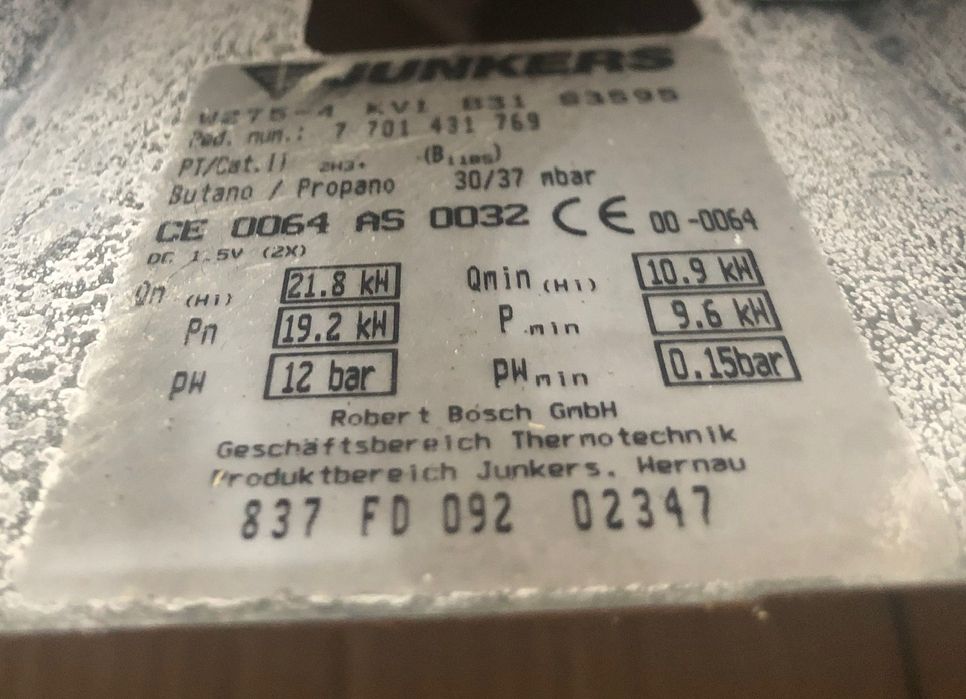 JUNKERS
W275-4 KV1 B31 S3595
Ped. num.: 7 701 431 769
PT/Cat.II 2H3+ (B11BS)
Butano / Propano 30/37 mbar
CE 0064 AS 0032 CE 00-0064
DC 1.5V (2X)
Qn (Hi) 21.8 kW Qmin (Hi) 10.9 kW
Pn 19.2 kW P min 9.6 kW
PW 12 bar PW min 0.15bar
Robert Bosch GmbH
Geschäftsbereich Thermotechnik
Produktbereich Junkers. Wernau
837 FD 092 02347